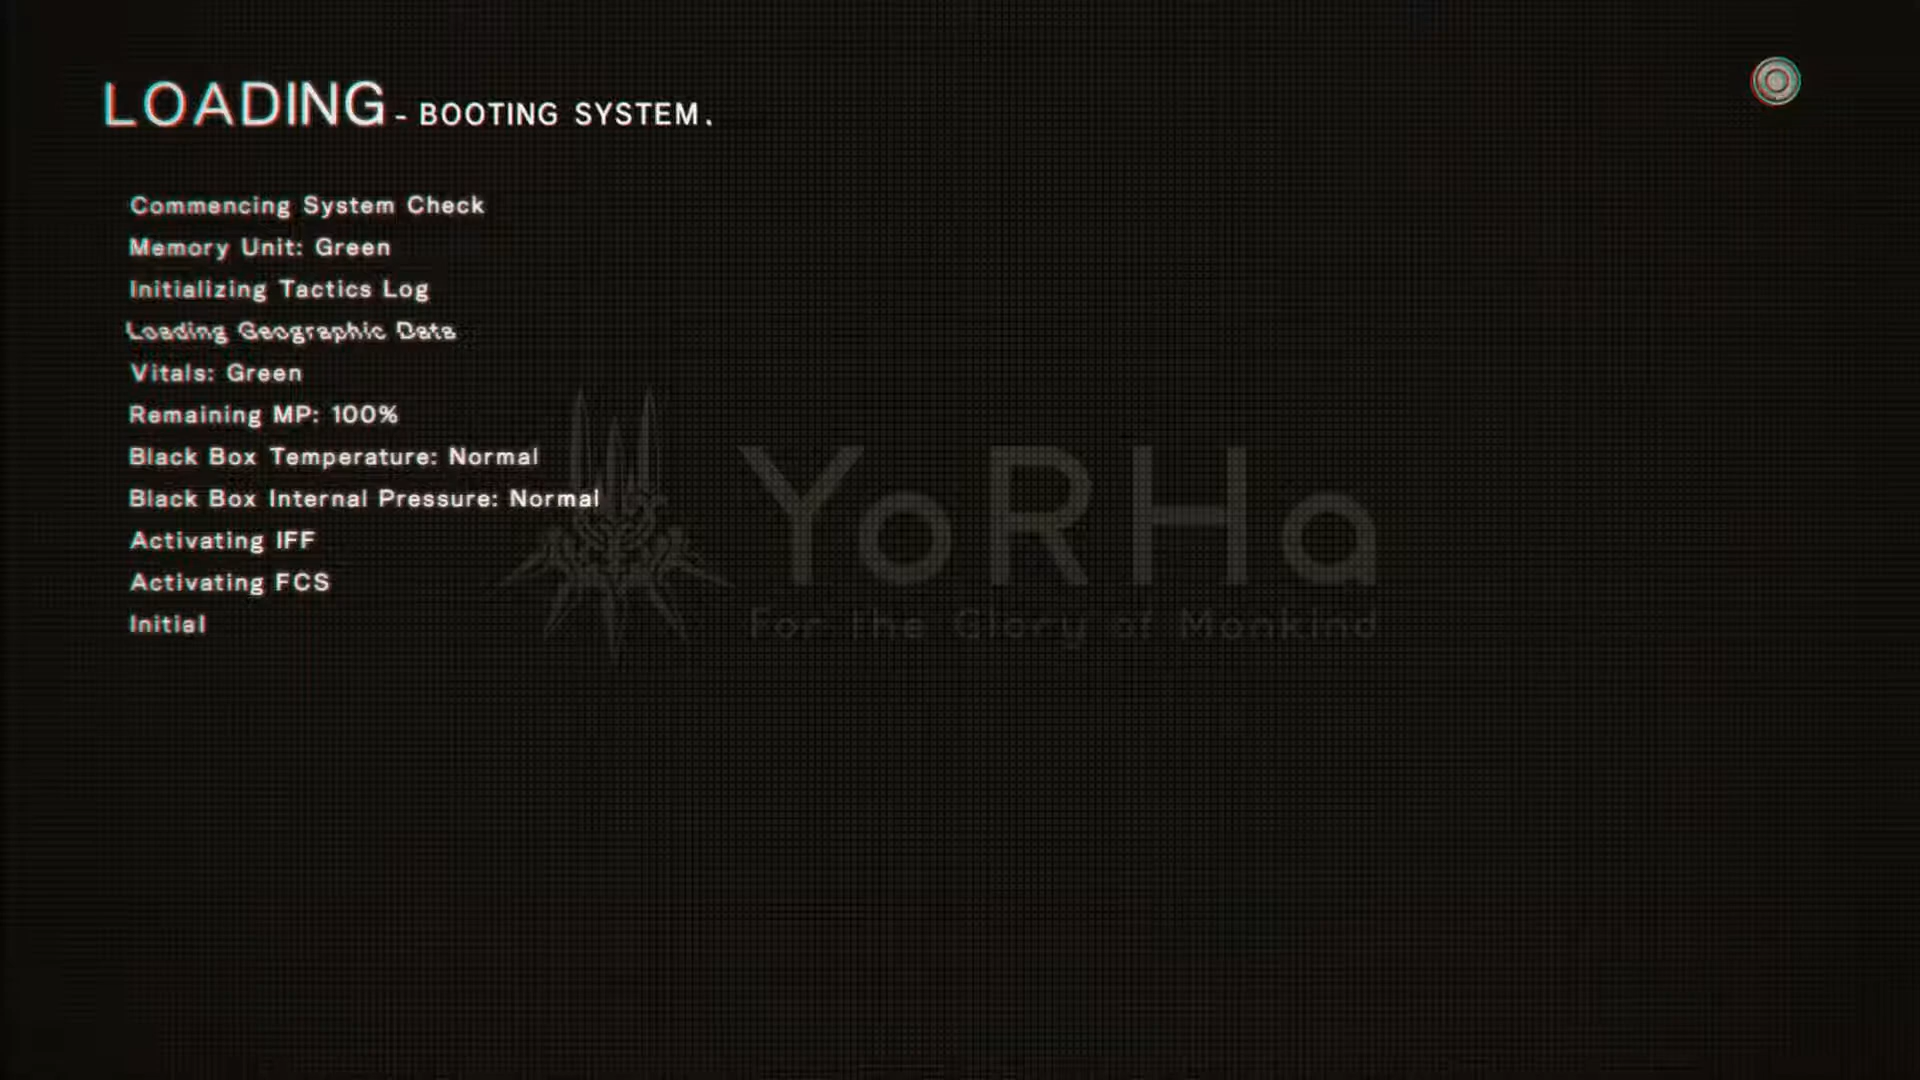 LOADING - BOOTING SYSTEM.
Commencing System Check
Memory Unit: Green
Initializing Tactics Log
Loading Geographic Data
Vitals: Green
Remaining MP: 100%
Black Box Temperature: Normal
Black Box Internal Pressure: Normal
Activating IFF
Activating FCS
Initial
YoRHa
For the Glory of Mankind